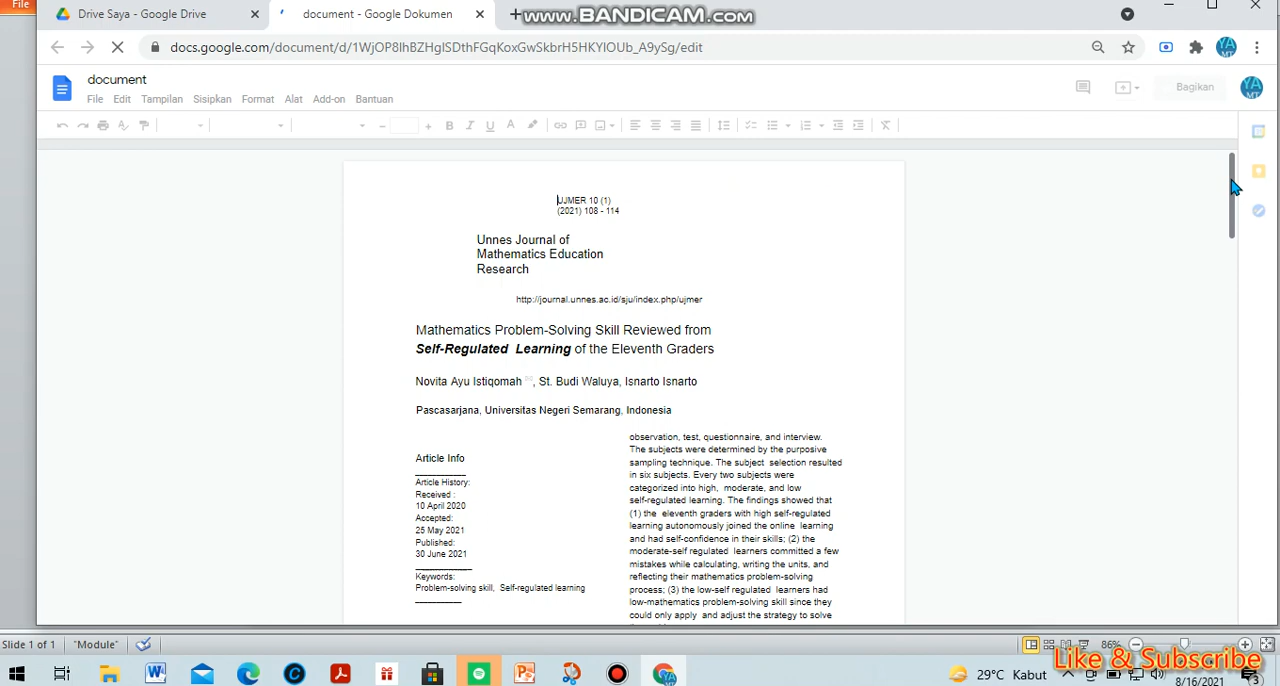 File
Drive Saya - Google Drive
document - Google Dokumen
www.BANDICAM.com
docs.google.com/document/d/1WjOP8lhBZHglSDthFGqKoxGwSkbrH5HKYlOUb_A9ySg/edit
document
File Edit Tampilan Sisipkan Format Alat Add-on Bantuan
Bagikan
UJMER 10 (1)
(2021) 108 - 114
Unnes Journal of
Mathematics Education
Research
http://journal.unnes.ac.id/sju/index.php/ujmer
Mathematics Problem-Solving Skill Reviewed from
Self-Regulated Learning of the Eleventh Graders
Novita Ayu Istiqomah , St. Budi Waluya, Isnarto Isnarto
Pascasarjana, Universitas Negeri Semarang, Indonesia
Article Info
Article History:
Received :
10 April 2020
Accepted:
25 May 2021
Published:
30 June 2021
Keywords:
Problem-solving skill, Self-regulated learning
observation, test, questionnaire, and interview.
The subjects were determined by the purposive
sampling technique. The subject selection resulted
in six subjects. Every two subjects were
categorized into high, moderate, and low
self-regulated learning. The findings showed that
(1) the eleventh graders with high self-regulated
learning autonomously joined the online learning
and had self-confidence in their skills; (2) the
moderate-self regulated learners committed a few
mistakes while calculating, writing the units, and
reflecting their mathematics problem-solving
process; (3) the low-self regulated learners had
low-mathematics problem-solving skill since they
could only apply and adjust the strategy to solve
Slide 1 of 1 "Module" 86%
Like & Subscribe
29°C Kabut
8/16/2021